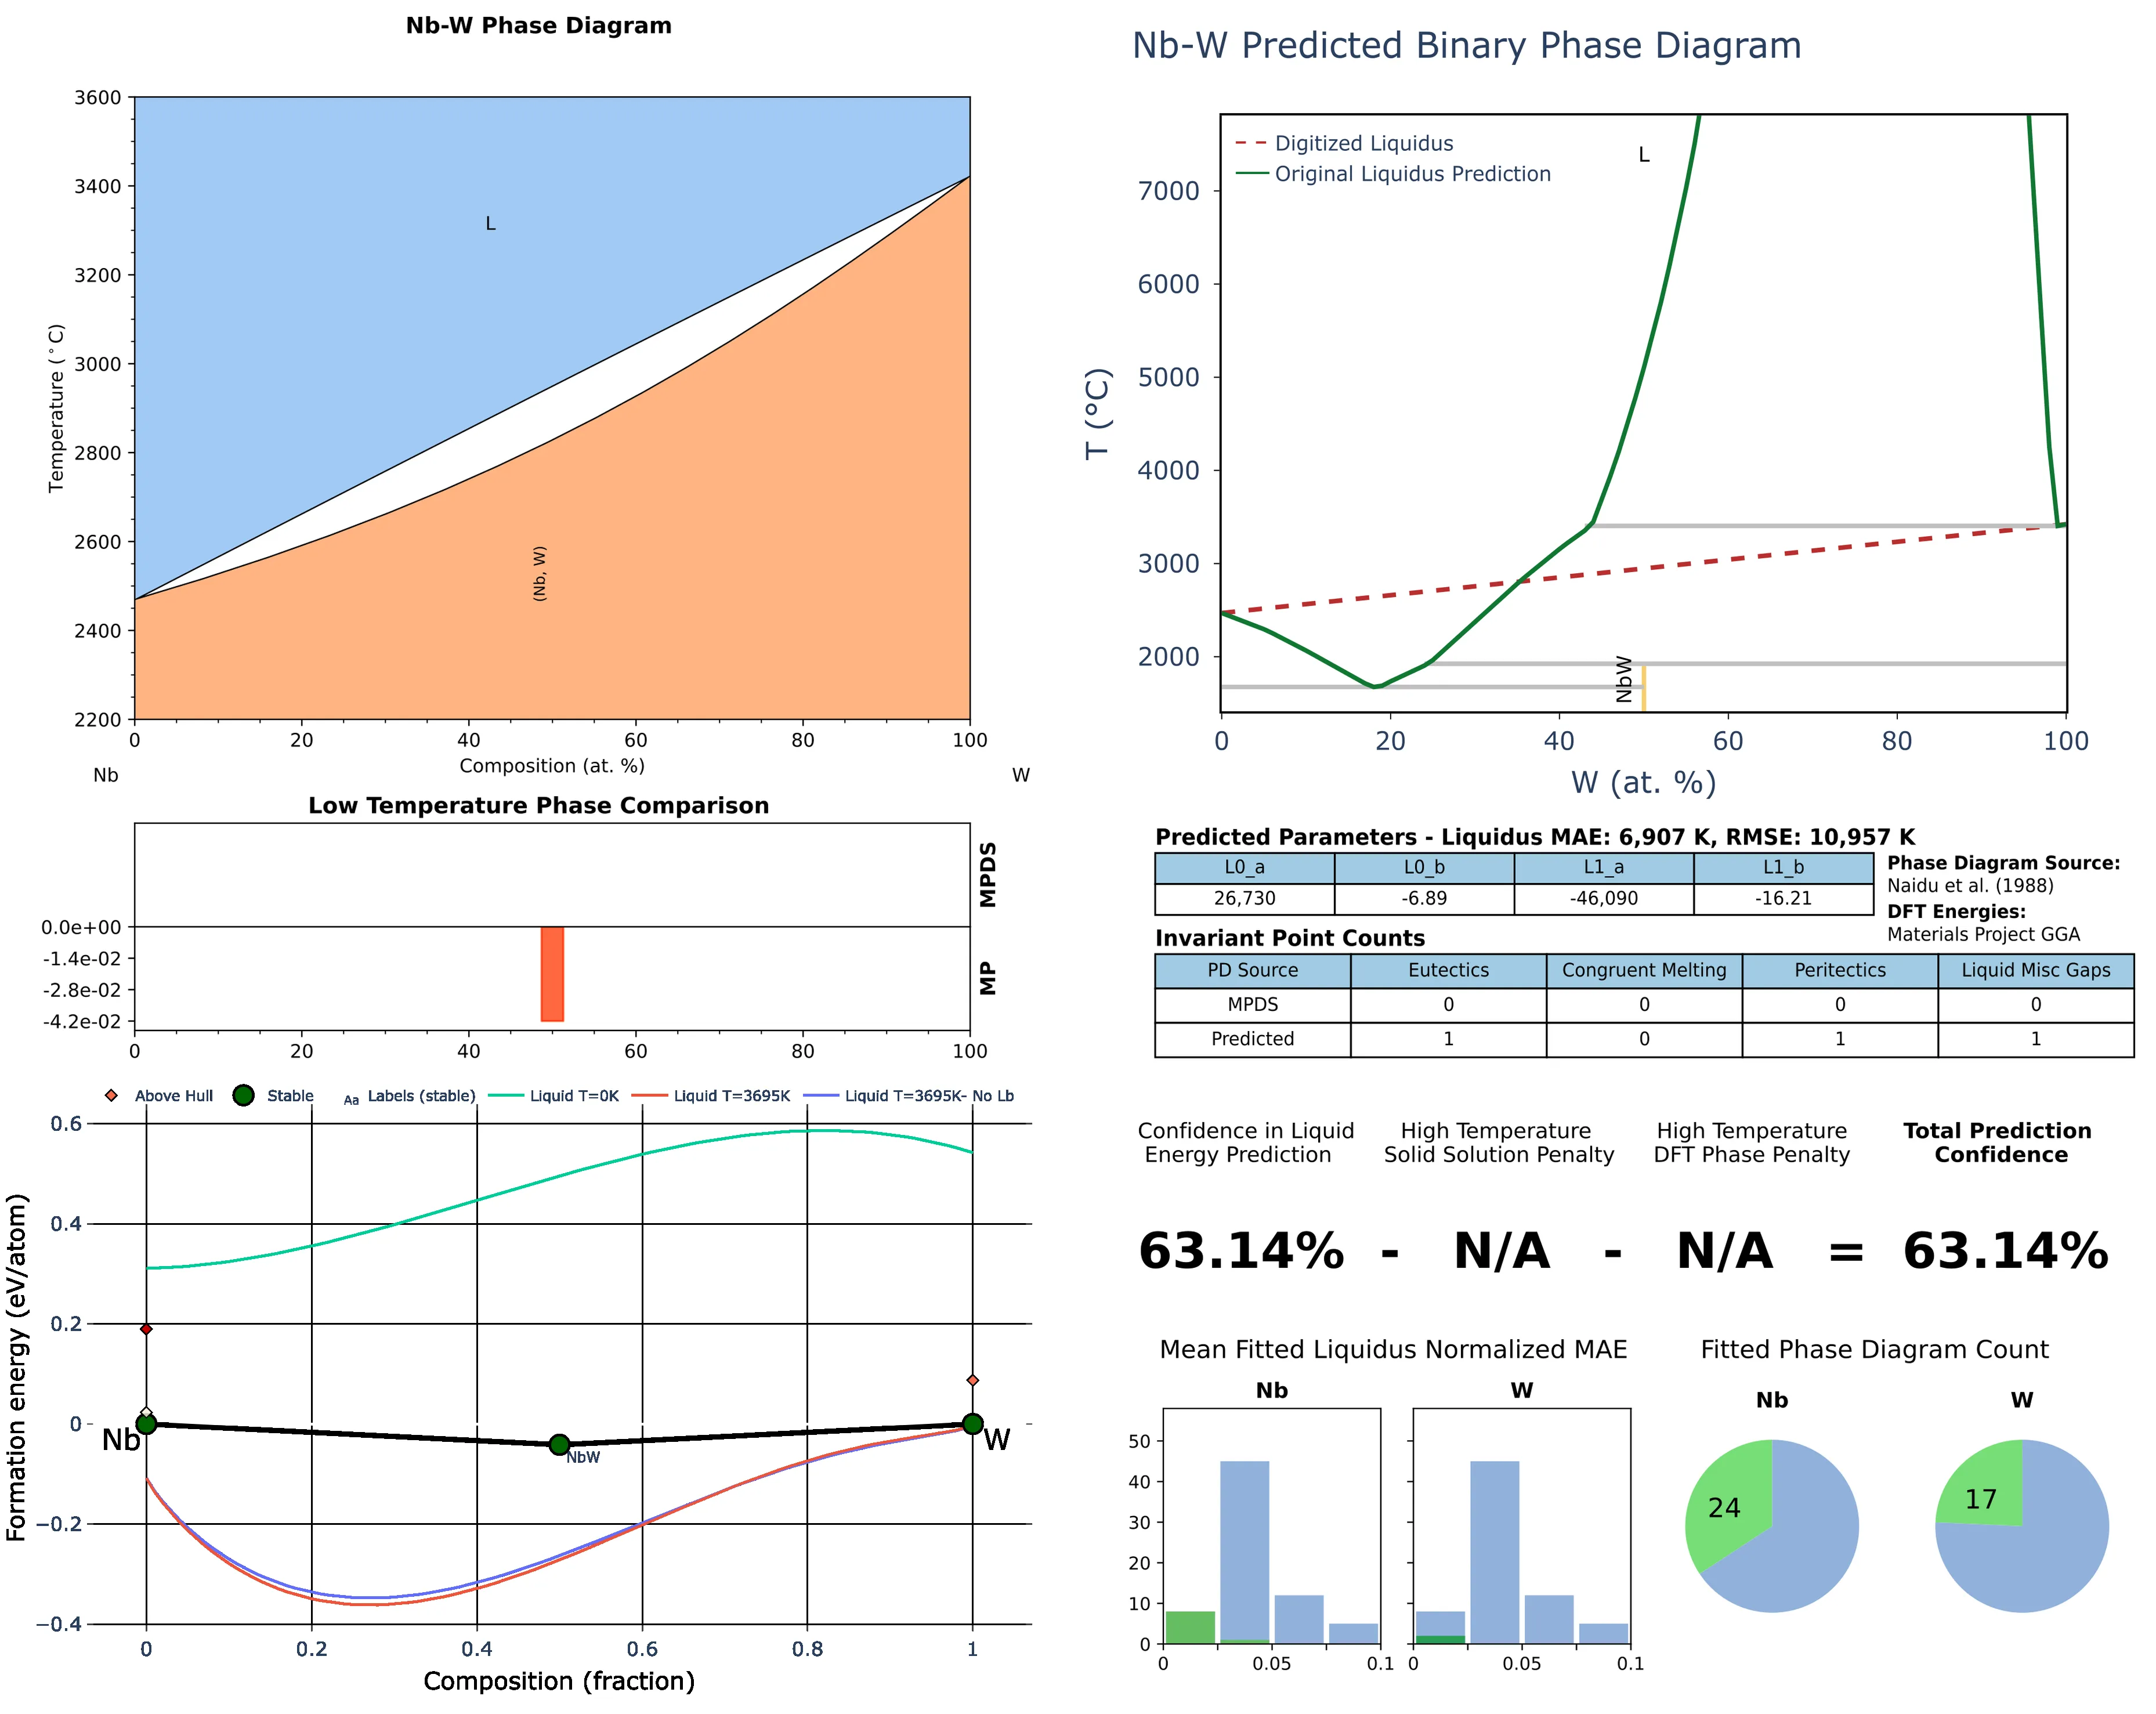 Nb-W Phase Diagram
3600
3400
3200
3000
2800
2600
2400
2200
Temperature (°C)
L
(Nb, W)
0 20 40 60 80 100
Composition (at. %)
Nb W
Low Temperature Phase Comparison
0.0e+00
-1.4e-02
-2.8e-02
-4.2e-02
MPDS
MP
0 20 40 60 80 100
Above Hull Stable Aa Labels (stable) Liquid T=0K Liquid T=3695K Liquid T=3695K- No Lb
0.6
0.4
0.2
0
−0.2
−0.4
Formation energy (eV/atom)
Nb
NbW
W
0 0.2 0.4 0.6 0.8 1
Composition (fraction)
Nb-W Predicted Binary Phase Diagram
Digitized Liquidus
Original Liquidus Prediction
L
7000
6000
5000
4000
3000
2000
T (°C)
NbW
0 20 40 60 80 100
W (at. %)
Predicted Parameters - Liquidus MAE: 6,907 K, RMSE: 10,957 K
L0_a L0_b L1_a L1_b
26,730 -6.89 -46,090 -16.21
Phase Diagram Source:
Naidu et al. (1988)
DFT Energies:
Materials Project GGA
Invariant Point Counts
PD Source Eutectics Congruent Melting Peritectics Liquid Misc Gaps
MPDS 0 0 0 0
Predicted 1 0 1 1
Confidence in Liquid Energy Prediction
High Temperature Solid Solution Penalty
High Temperature DFT Phase Penalty
Total Prediction Confidence
63.14% - N/A - N/A = 63.14%
Mean Fitted Liquidus Normalized MAE
Nb W
50
40
30
20
10
0
0 0.05 0.1 0 0.05 0.1
Fitted Phase Diagram Count
Nb W
24 17